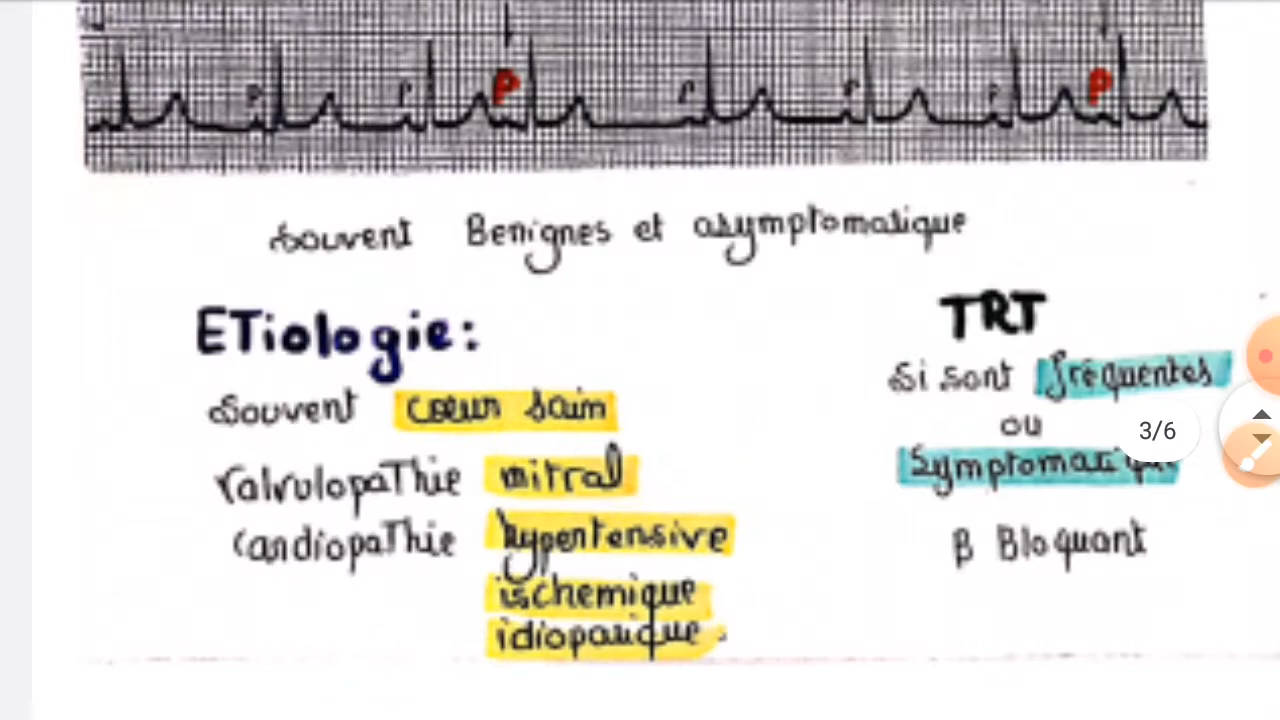 P P
Souvent Benignes et asymptomatique
ETiologie:
Souvent cœur sain
ValvulopaThie mitral
CardiopaThie hypertensive
ischemique
idiopatique.
TRT
Si sont fréquentes
ou
Symptomatique
3/6
β Bloquant